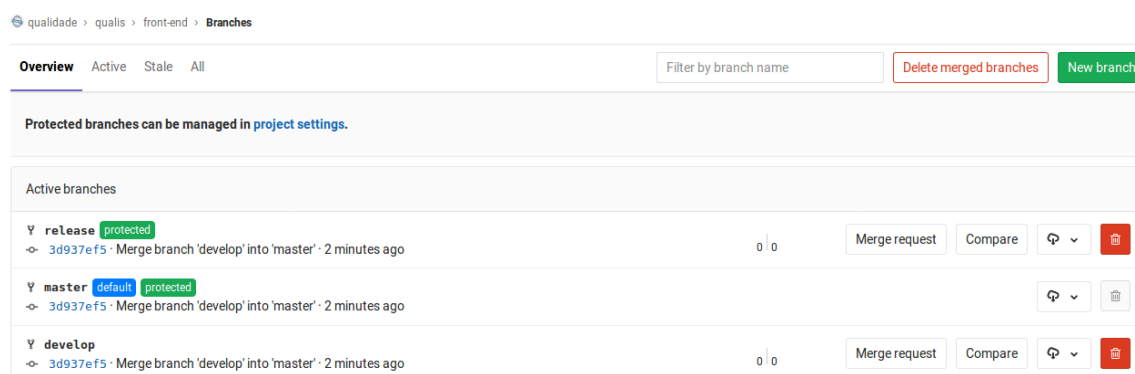 qualidade › qualis › front-end › Branches
Overview Active Stale All Filter by branch name Delete merged branches New branch
Protected branches can be managed in project settings.
Active branches
release protected
3d937ef5 · Merge branch 'develop' into 'master' · 2 minutes ago
0 0 Merge request Compare
master default protected
3d937ef5 · Merge branch 'develop' into 'master' · 2 minutes ago
develop
3d937ef5 · Merge branch 'develop' into 'master' · 2 minutes ago
0 0 Merge request Compare